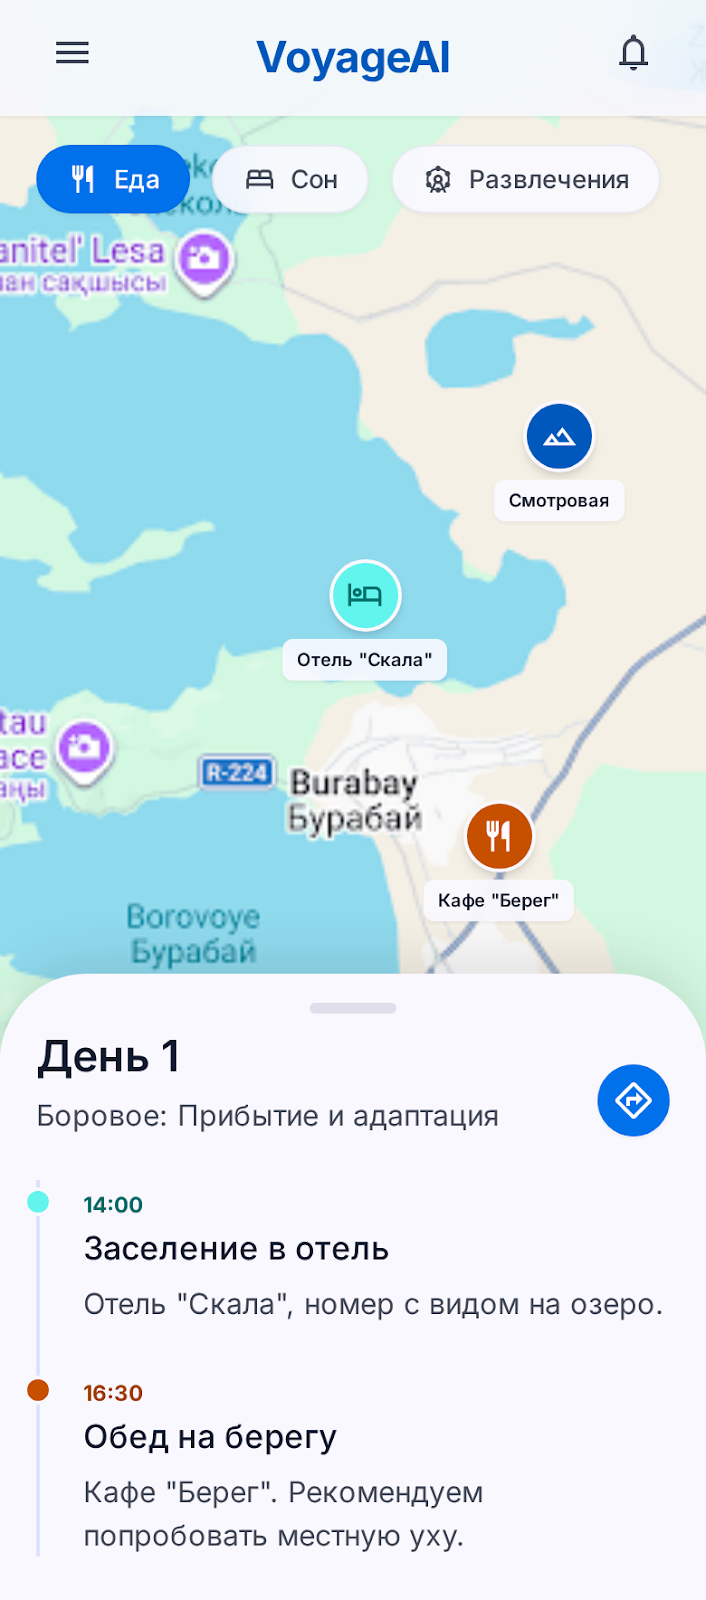 VoyageAI
Еда
Сон
Развлечения
Lesa
сақшысы
Смотровая
Отель "Скала"
R-224
Burabay
Бурабай
Кафе "Берег"
Borovoye
Бурабай
День 1
Боровое: Прибытие и адаптация
14:00
Заселение в отель
Отель "Скала", номер с видом на озеро.
16:30
Обед на берегу
Кафе "Берег". Рекомендуем
попробовать местную уху.